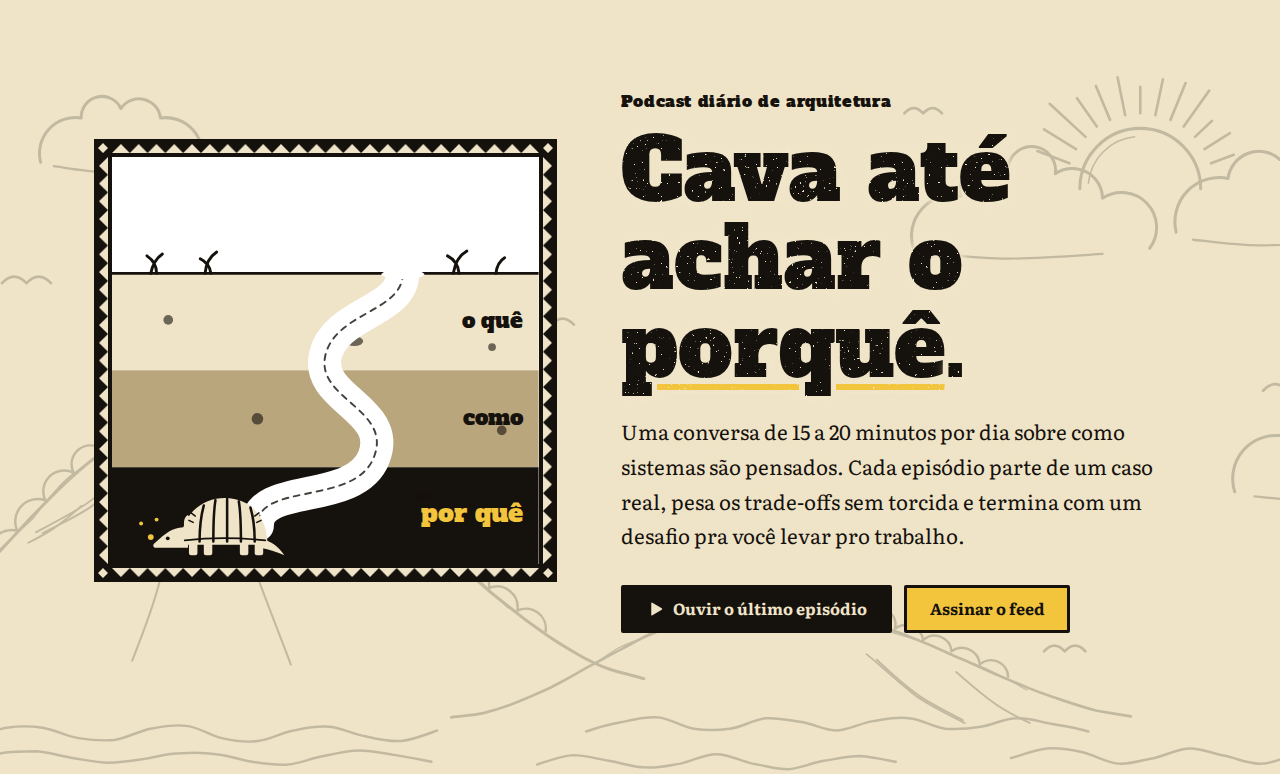 Podcast diário de arquitetura
Cava até
achar o
porquê.
o quê
como
por quê
Uma conversa de 15 a 20 minutos por dia sobre como
sistemas são pensados. Cada episódio parte de um caso
real, pesa os trade-offs sem torcida e termina com um
desafio pra você levar pro trabalho.
Ouvir o último episódio
Assinar o feed